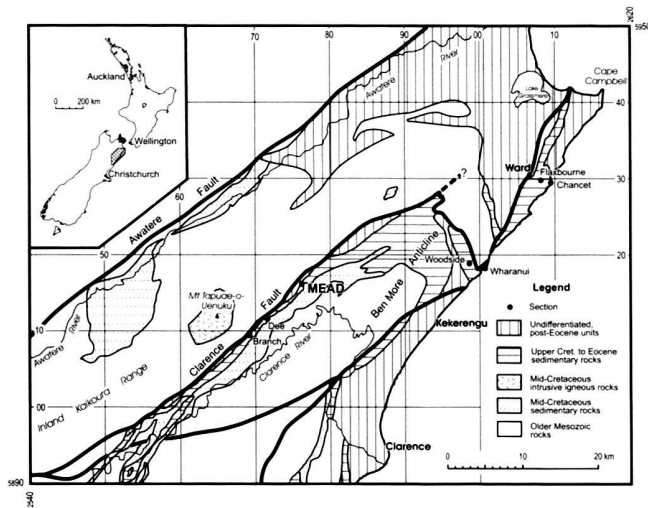 2620
5950
70
80
90
00
10
Auckland
0 200 km
Wellington
Christchurch
Awatere
River
Lake
Grassmere
Cape
Campbell
40
Ward
Flaxbourne
Chancet
30
60
Awatere
Fault
?
Anticline
Woodside
Wharanui
20
50
Mt Tapuae-o-
Uenuku
Fault
MEAD
Ben More
Kekerengu
Dee
Branch
Clarence
Clarence
River
10
Awatere
River
Inland Kaikoura Range
00
Clarence
5890
2540
Legend
Section
Undifferentiated,
post-Eocene units
Upper Cret. to Eocene
sedimentary rocks
Mid-Cretaceous
intrusive igneous rocks
Mid-Cretaceous
sedimentary rocks
Older Mesozoic
rocks
0 10 20 km